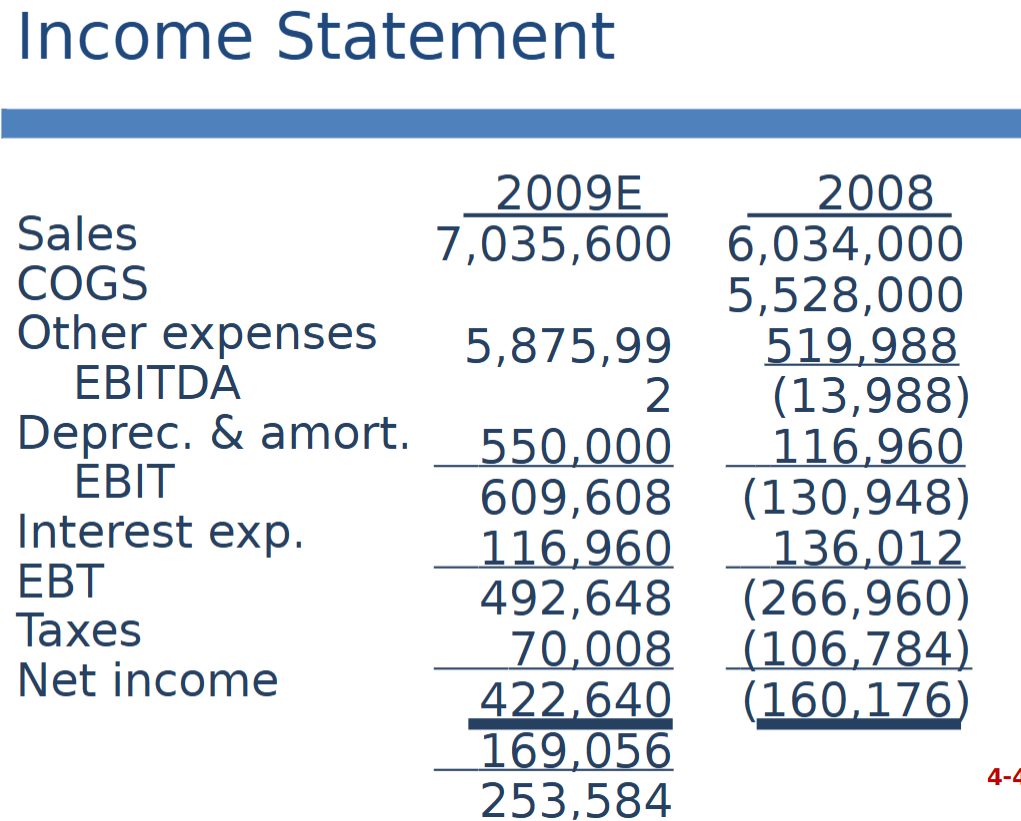 Income Statement
2009E 2008
Sales 7,035,600 6,034,000
COGS 5,528,000
Other expenses 5,875,99 519,988
EBITDA 2 (13,988)
Deprec. & amort. 550,000 116,960
EBIT 609,608 (130,948)
Interest exp. 116,960 136,012
EBT 492,648 (266,960)
Taxes 70,008 (106,784)
Net income 422,640 (160,176)
169,056
253,584
4-4